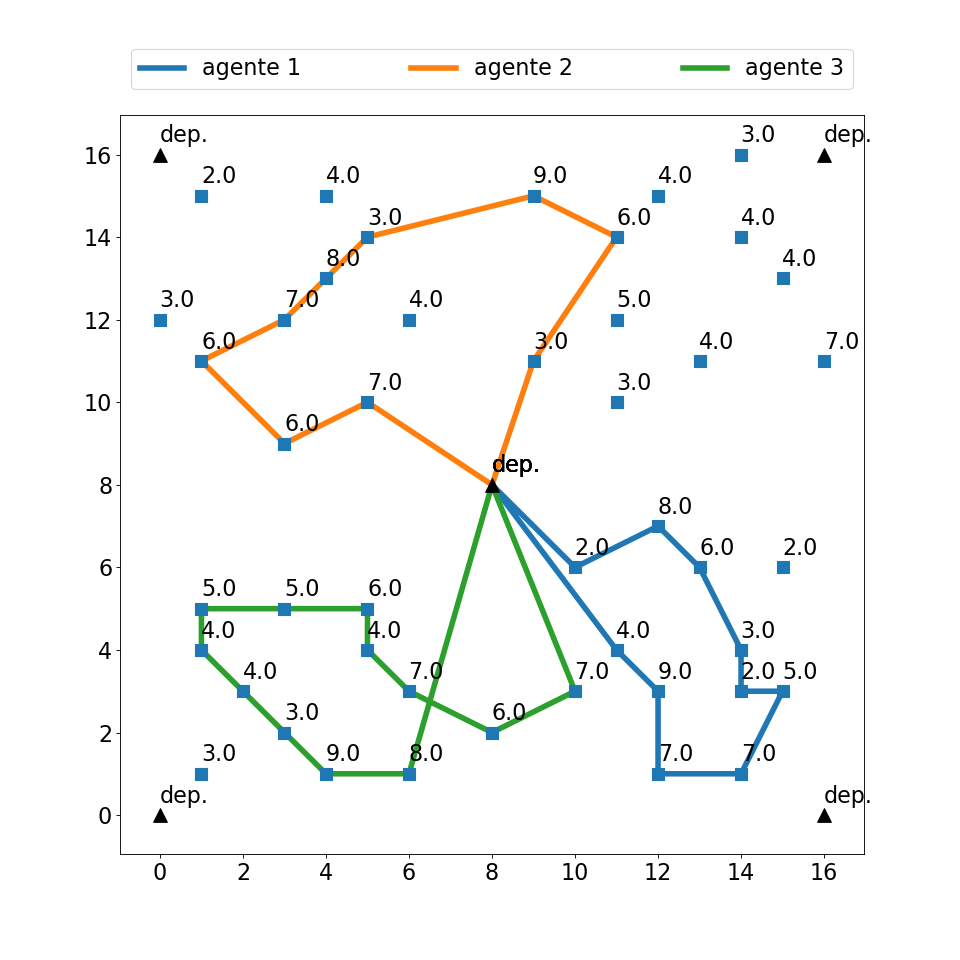 agente 1 agente 2 agente 3
dep. 3.0 dep.
16
2.0 4.0 9.0 4.0
3.0 6.0 4.0
14
8.0 4.0
3.0 7.0 4.0 5.0
12
6.0 3.0 4.0 7.0
7.0 3.0
10
6.0
dep.
8
8.0
2.0 6.0 2.0
6
5.0 5.0 6.0
4.0 4.0 4.0 3.0
4
4.0 7.0 7.0 9.0 2.0 5.0
3.0 6.0
2
3.0 9.0 8.0 7.0 7.0
dep. dep.
0
0 2 4 6 8 10 12 14 16